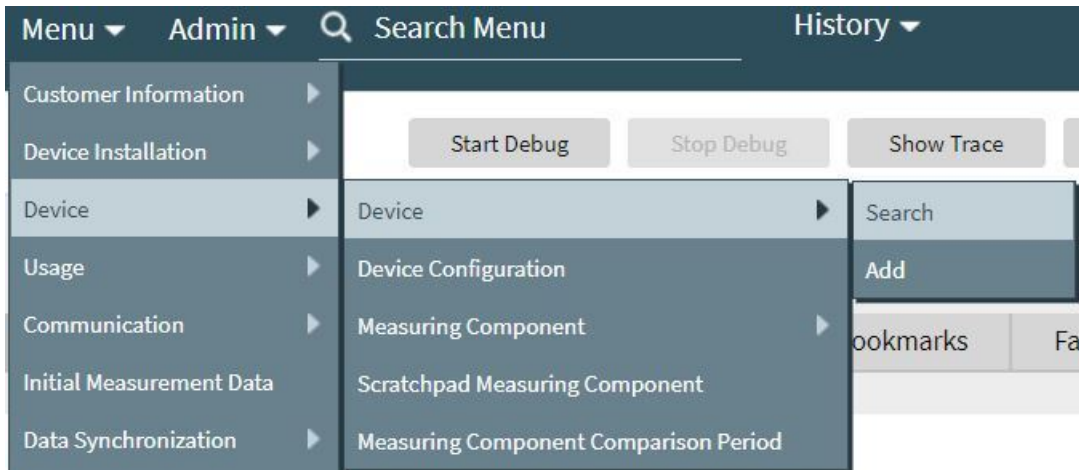 Menu Admin Search Menu History
Customer Information
Device Installation Start Debug Stop Debug Show Trace
Device Device Search
Usage Device Configuration Add
Communication Measuring Component ookmarks Fa
Initial Measurement Data Scratchpad Measuring Component
Data Synchronization Measuring Component Comparison Period